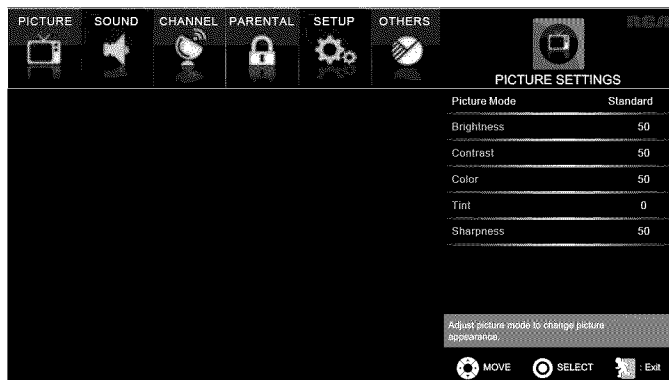 PICTURE SOUND CHANNEL PARENTAL SETUP OTHERS
RCA
PICTURE SETTINGS
Picture Mode Standard
Brightness 50
Contrast 50
Color 50
Tint 0
Sharpness 50
Adjust picture mode to change picture
appearance.
MOVE SELECT : Exit